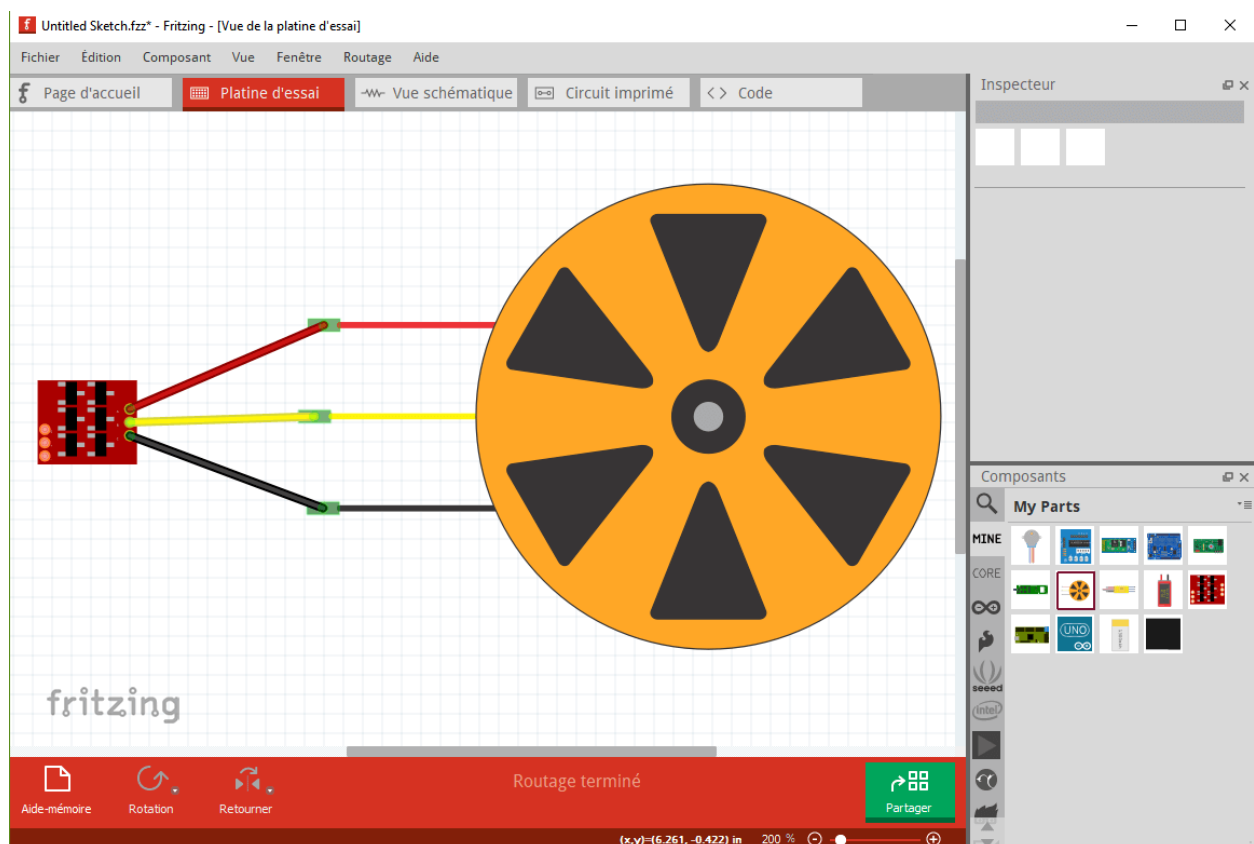 Untitled Sketch.fzz* - Fritzing - [Vue de la platine d'essai]
Fichier Édition Composant Vue Fenêtre Routage Aide
Page d'accueil Platine d'essai Vue schématique Circuit imprimé <> Code
Inspecteur
Composants
My Parts
MINE
CORE
UNO
seeed
intel
fritzing
Routage terminé
Aide-mémoire Rotation Retourner Partager
(x,y)=(6.261, -0.422) in 200 %